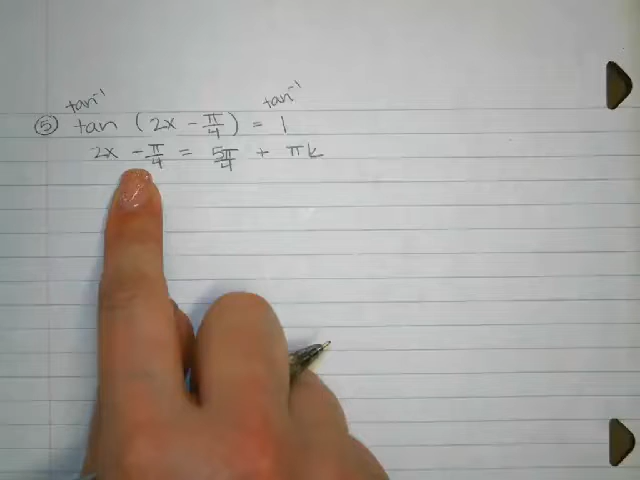 tan⁻¹ tan⁻¹
⑤ tan (2x - π/4) = 1
2x - π/4 = 5π/4 + πk